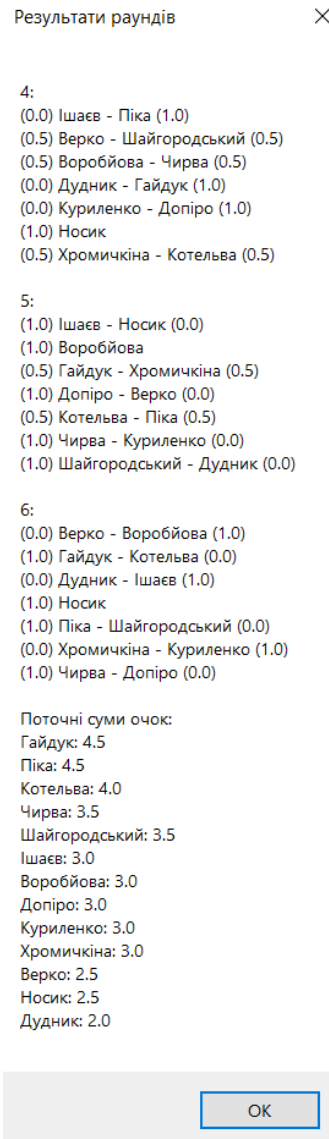 Результати раундів
4:
(0.0) Ішаєв - Піка (1.0)
(0.5) Верко - Шайгородський (0.5)
(0.5) Воробйова - Чирва (0.5)
(0.0) Дудник - Гайдук (1.0)
(0.0) Куриленко - Допіро (1.0)
(1.0) Носик
(0.5) Хромичкіна - Котельва (0.5)
5:
(1.0) Ішаєв - Носик (0.0)
(1.0) Воробйова
(0.5) Гайдук - Хромичкіна (0.5)
(1.0) Допіро - Верко (0.0)
(0.5) Котельва - Піка (0.5)
(1.0) Чирва - Куриленко (0.0)
(1.0) Шайгородський - Дудник (0.0)
6:
(0.0) Верко - Воробйова (1.0)
(1.0) Гайдук - Котельва (0.0)
(0.0) Дудник - Ішаєв (1.0)
(1.0) Носик
(1.0) Піка - Шайгородський (0.0)
(0.0) Хромичкіна - Куриленко (1.0)
(1.0) Чирва - Допіро (0.0)
Поточні суми очок:
Гайдук: 4.5
Піка: 4.5
Котельва: 4.0
Чирва: 3.5
Шайгородський: 3.5
Ішаєв: 3.0
Воробйова: 3.0
Допіро: 3.0
Куриленко: 3.0
Хромичкіна: 3.0
Верко: 2.5
Носик: 2.5
Дудник: 2.0
OK